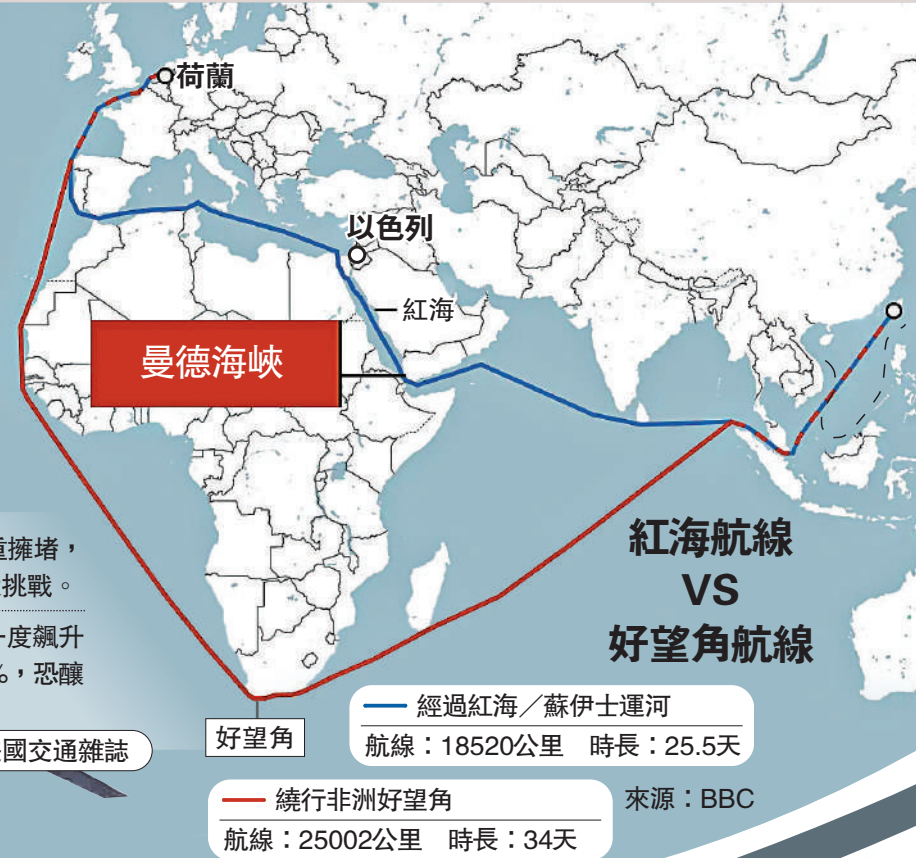 荷蘭
以色列
紅海
曼德海峽
重擁堵，
挑戰。
一度飆升
%，恐釀
國交通雜誌
紅海航線
VS
好望角航線
好望角
經過紅海／蘇伊士運河
航線：18520公里 時長：25.5天
繞行非洲好望角
航線：25002公里 時長：34天
來源：BBC